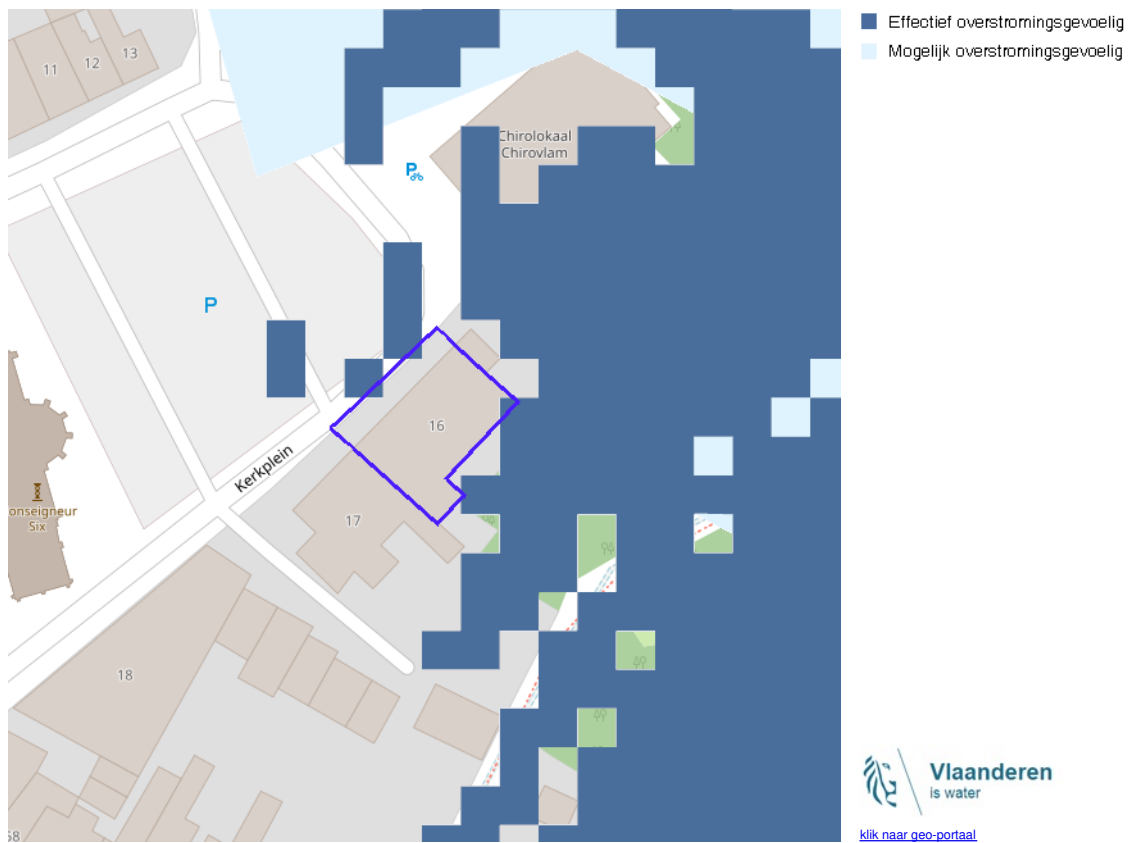 Effectief overstromingsgevoelig
Mogelijk overstromingsgevoelig
13
12
11
Chirolokaal
Chirovlam
P
P
16
Kerkplein
onseigneur
Six
17
18
58
Vlaanderen
is water
klik naar geo-portaal